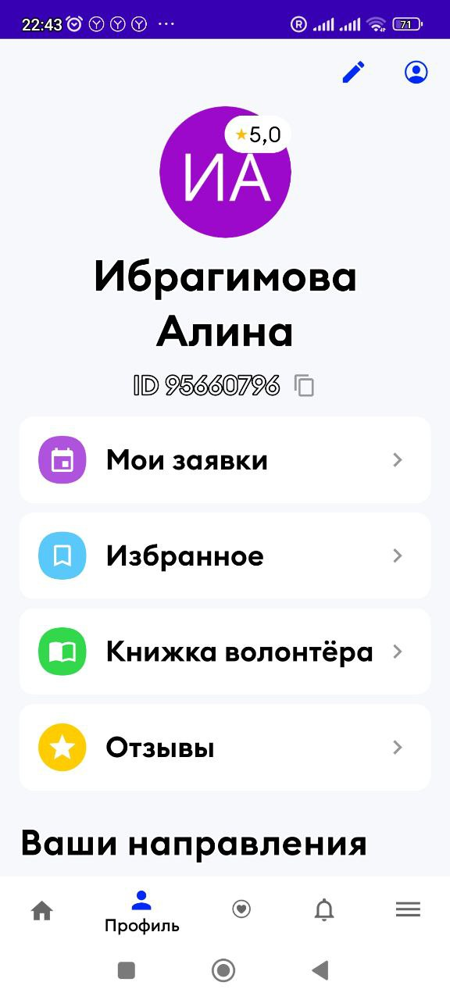 22:43
71
5,0
ИА
Ибрагимова
Алина
ID 95660796
Мои заявки
Избранное
Книжка волонтёра
Отзывы
Ваши направления
Профиль